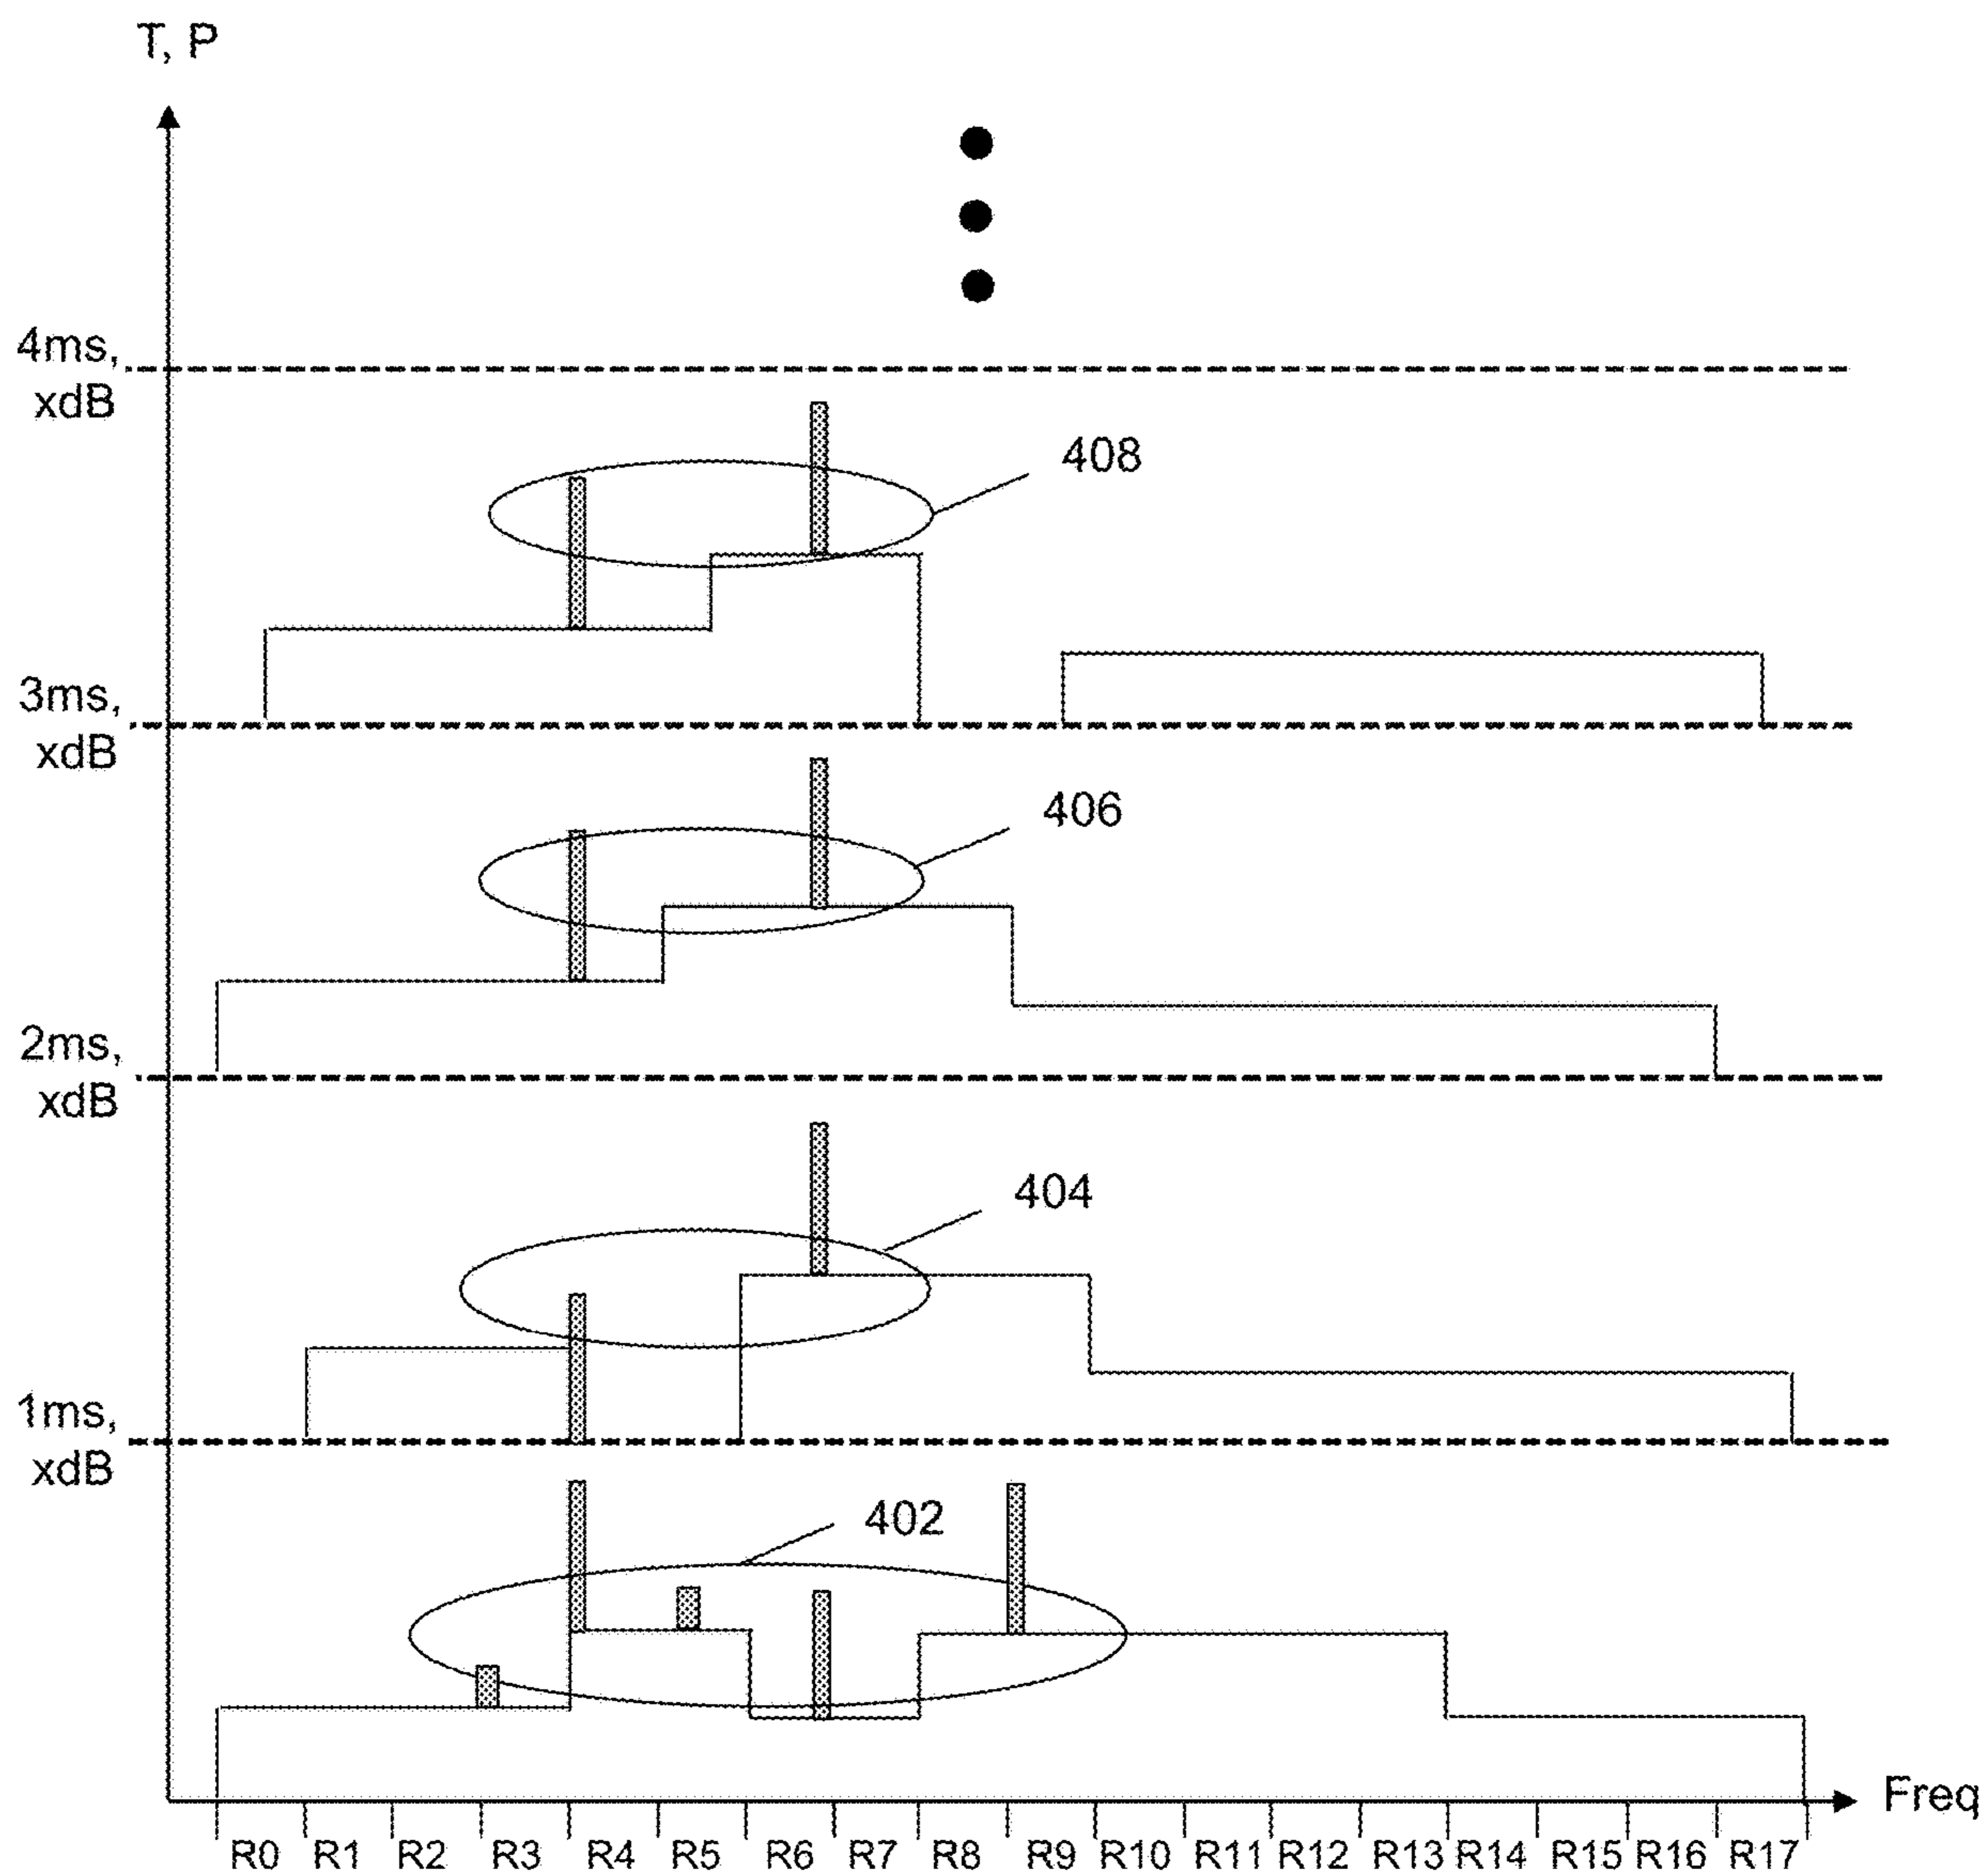 T, P
4ms,
xdB
408
3ms,
xdB
406
2ms,
xdB
404
1ms,
xdB
402
Freq
R0 R1 R2 R3 R4 R5 R6 R7 R8 R9 R10 R11 R12 R13 R14 R15 R16 R17